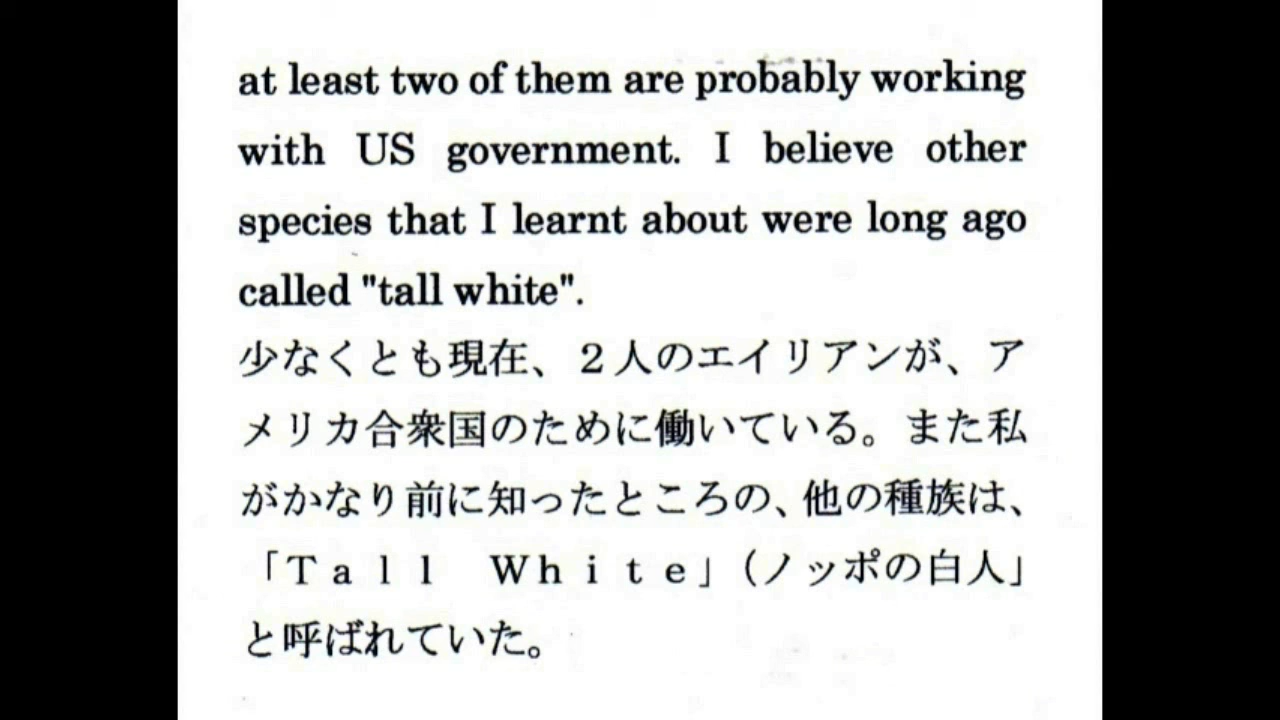 at least two of them are probably working
with US government. I believe other
species that I learnt about were long ago
called "tall white".
少なくとも現在、２人のエイリアンが、ア
メリカ合衆国のために働いている。また私
がかなり前に知ったところの、他の種族は、
「Ｔａｌｌ　Ｗｈｉｔｅ」（ノッポの白人」
と呼ばれていた。